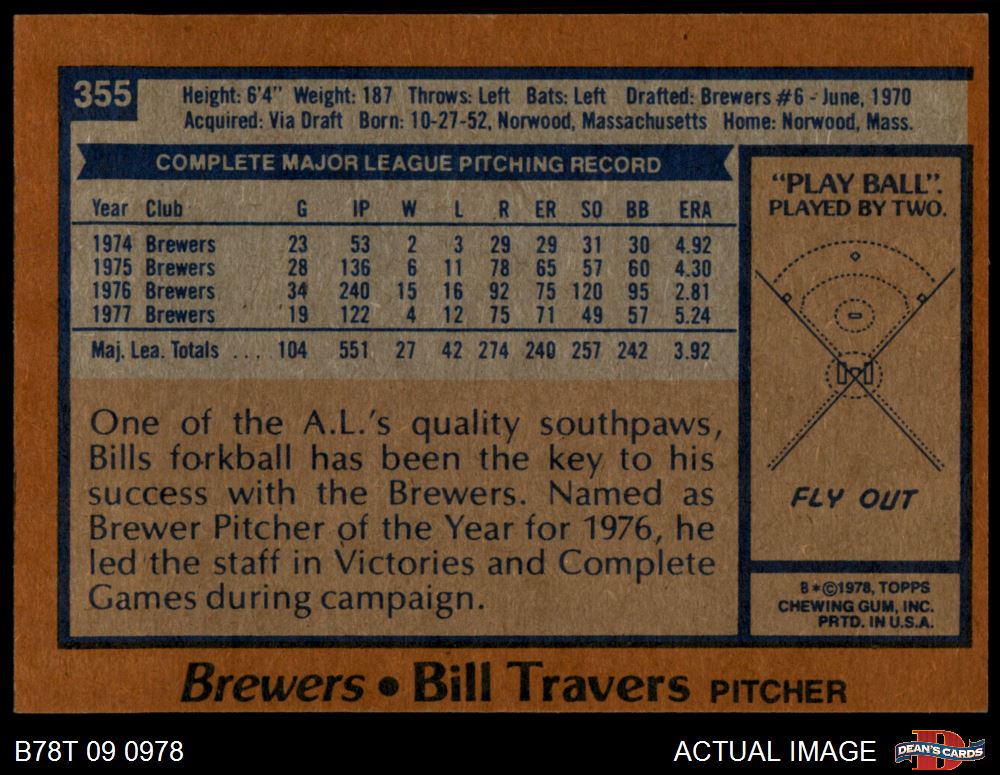 355
Height: 6'4" Weight: 187 Throws: Left Bats: Left Drafted: Brewers #6 - June, 1970
Acquired: Via Draft Born: 10-27-52, Norwood, Massachusetts Home: Norwood, Mass.
COMPLETE MAJOR LEAGUE PITCHING RECORD
Year Club G IP W L R ER SO BB ERA
1974 Brewers 23 53 2 3 29 29 31 30 4.92
1975 Brewers 28 136 6 11 78 65 57 60 4.30
1976 Brewers 34 240 15 16 92 75 120 95 2.81
1977 Brewers 19 122 4 12 75 71 49 57 5.24
Maj. Lea. Totals ... 104 551 27 42 274 240 257 242 3.92
One of the A.L.'s quality southpaws,
Bills forkball has been the key to his
success with the Brewers. Named as
Brewer Pitcher of the Year for 1976, he
led the staff in Victories and Complete
Games during campaign.
"PLAY BALL".
PLAYED BY TWO.
FLY OUT
B*©1978, TOPPS
CHEWING GUM, INC.
PRTD. IN U.S.A.
Brewers • Bill Travers PITCHER
B78T 09 0978
ACTUAL IMAGE
DEAN'S CARDS